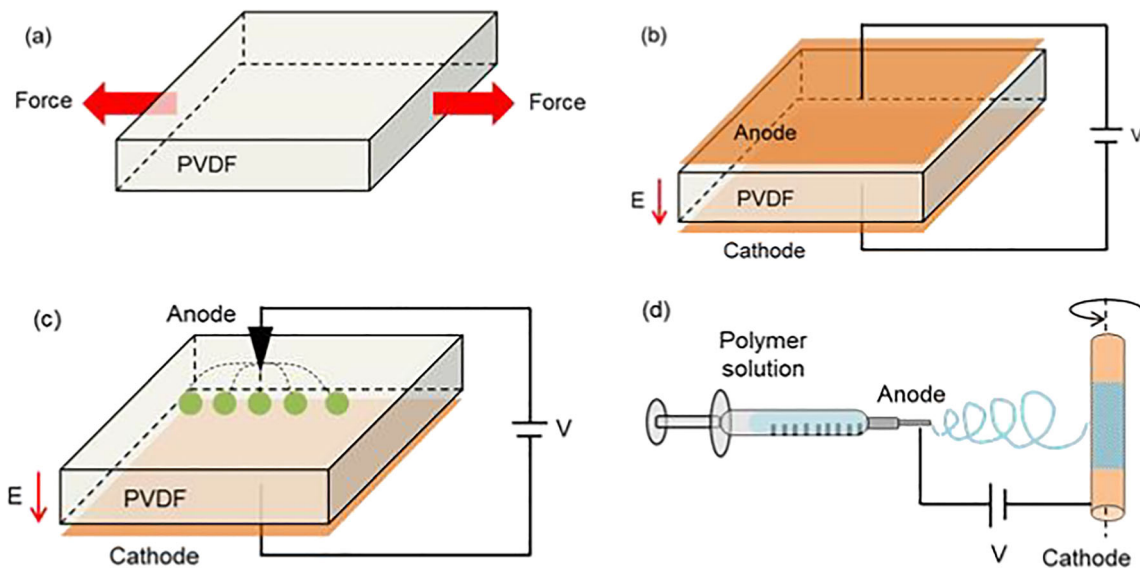 (a)
Force
Force
PVDF
(b)
Anode
V
E
PVDF
Cathode
(c)
Anode
V
E
PVDF
Cathode
(d)
Polymer
solution
Anode
V
Cathode